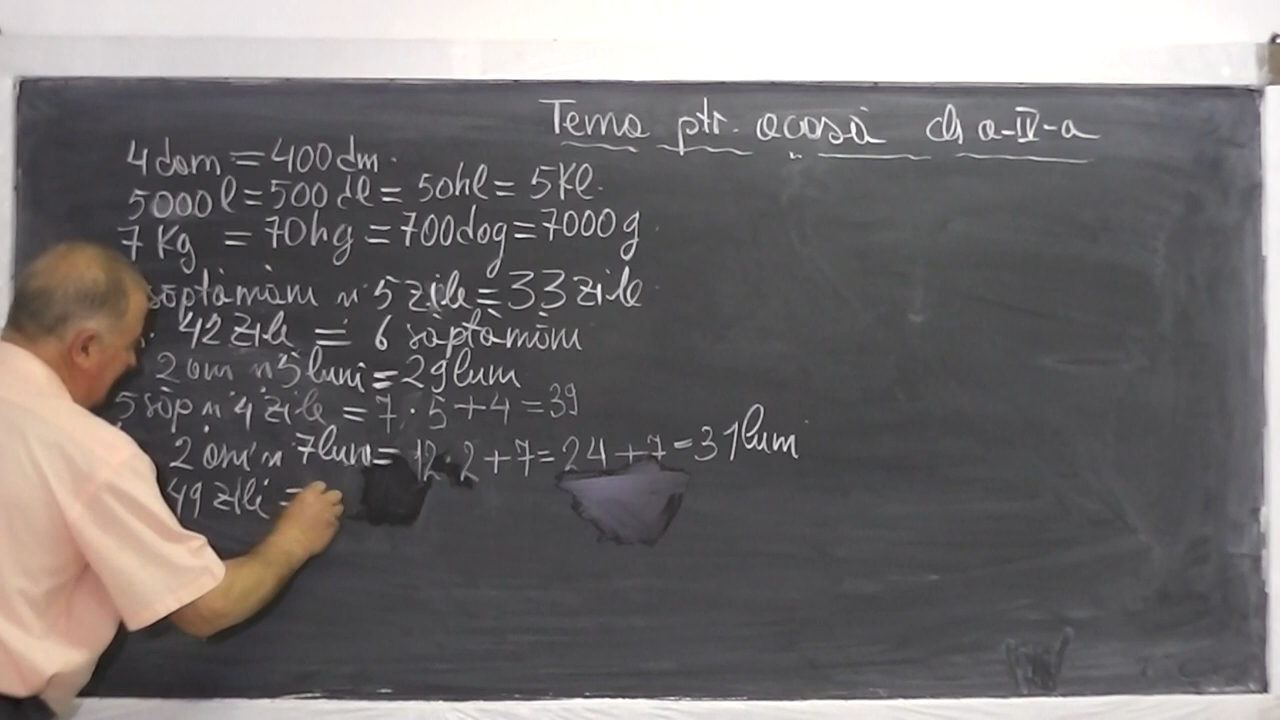 Tema ptr. acasă cls a-IV-a
4 dam = 400 dm.
5000 l = 500 dl = 50 hl = 5 Kl.
7 Kg = 70 hg = 700 dag = 7000 g.
săptămâni și 5 zile = 33 zile.
42 zile = 6 săptămâni
2 ani și 5 luni = 29 luni
5 săp și 4 zile = 7 · 5 + 4 = 39
2 ani și 7 luni = 12 · 2 + 7 = 24 + 7 = 31 luni
49 zile =